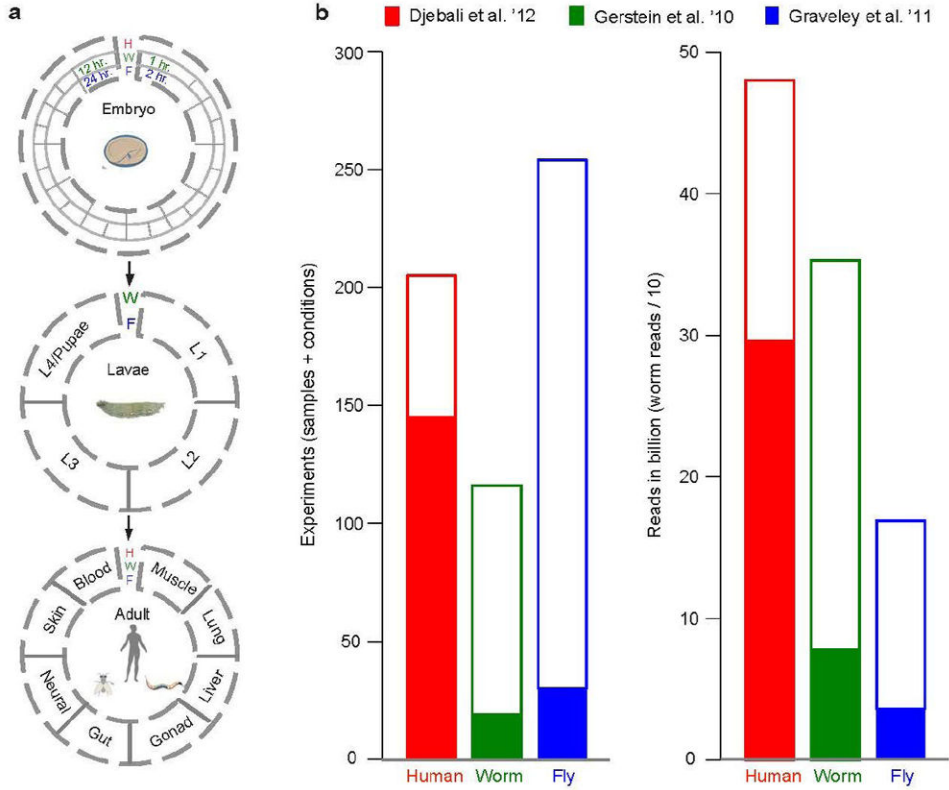 a
H
W
F
12 hr.
1 hr.
24 hr.
2 hr.
Embryo
W
F
L4/Pupae
L1
Lavae
L3
L2
H
W
F
Blood
Muscle
Skin
Adult
Lung
Neural
Liver
Gut
Gonad
b
Djebali et al. '12
Gerstein et al. '10
Graveley et al. '11
Experiments (samples + conditions)
300
250
200
150
100
50
0
Human
Worm
Fly
Reads in billion (worm reads / 10)
50
40
30
20
10
0
Human
Worm
Fly